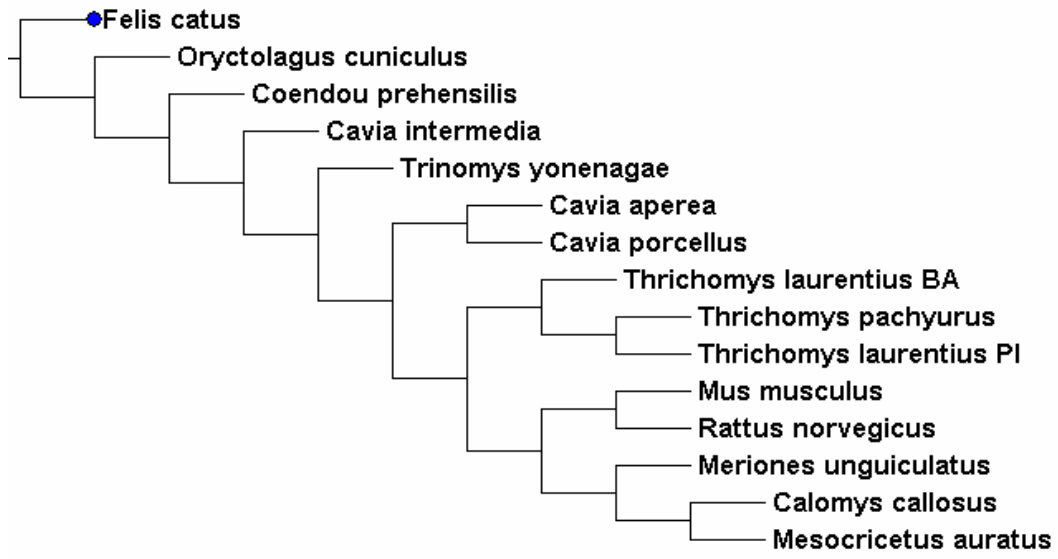 Felis catus
Oryctolagus cuniculus
Coendou prehensilis
Cavia intermedia
Trinomys yonenagae
Cavia aperea
Cavia porcellus
Thrichomys laurentius BA
Thrichomys pachyurus
Thrichomys laurentius PI
Mus musculus
Rattus norvegicus
Meriones unguiculatus
Calomys callosus
Mesocricetus auratus